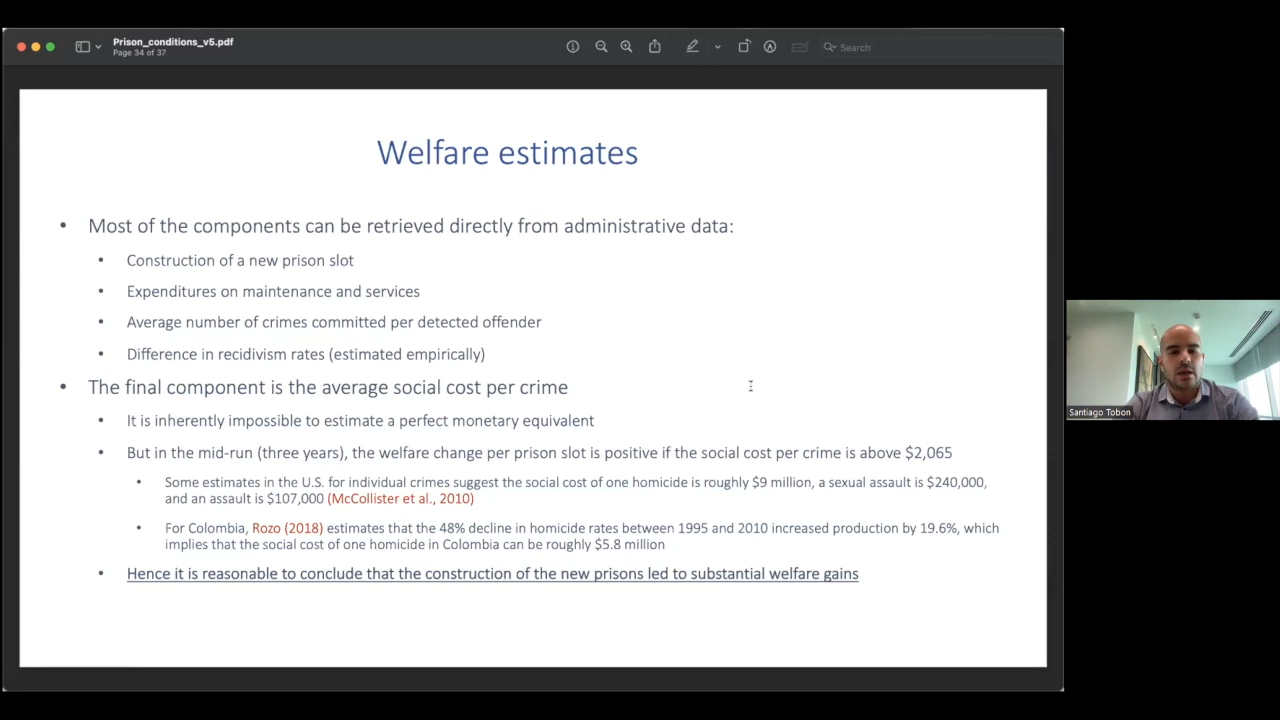 Prison_conditions_v5.pdf
Page 34 of 37
Search
Welfare estimates
• Most of the components can be retrieved directly from administrative data:
• Construction of a new prison slot
• Expenditures on maintenance and services
• Average number of crimes committed per detected offender
• Difference in recidivism rates (estimated empirically)
• The final component is the average social cost per crime
• It is inherently impossible to estimate a perfect monetary equivalent
• But in the mid-run (three years), the welfare change per prison slot is positive if the social cost per crime is above $2,065
• Some estimates in the U.S. for individual crimes suggest the social cost of one homicide is roughly $9 million, a sexual assault is $240,000,
and an assault is $107,000 (McCollister et al., 2010)
• For Colombia, Rozo (2018) estimates that the 48% decline in homicide rates between 1995 and 2010 increased production by 19.6%, which
implies that the social cost of one homicide in Colombia can be roughly $5.8 million
• Hence it is reasonable to conclude that the construction of the new prisons led to substantial welfare gains
Santiago Tobon